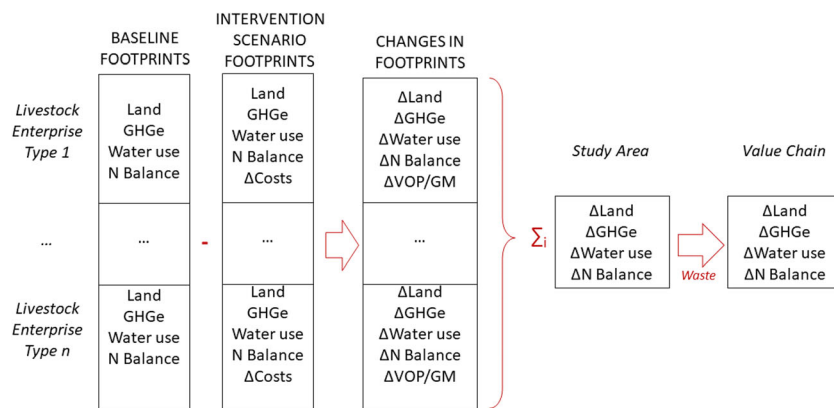 BASELINE
FOOTPRINTS
INTERVENTION
SCENARIO
FOOTPRINTS
CHANGES IN
FOOTPRINTS
Livestock
Enterprise
Type 1
Land
GHGe
Water use
N Balance
Land
GHGe
Water use
N Balance
ΔCosts
ΔLand
ΔGHGe
ΔWater use
ΔN Balance
ΔVOP/GM
...
...
-
...
...
Livestock
Enterprise
Type n
Land
GHGe
Water use
N Balance
Land
GHGe
Water use
N Balance
ΔCosts
ΔLand
ΔGHGe
ΔWater use
ΔN Balance
ΔVOP/GM
Σi
Study Area
ΔLand
ΔGHGe
ΔWater use
ΔN Balance
Waste
Value Chain
ΔLand
ΔGHGe
ΔWater use
ΔN Balance